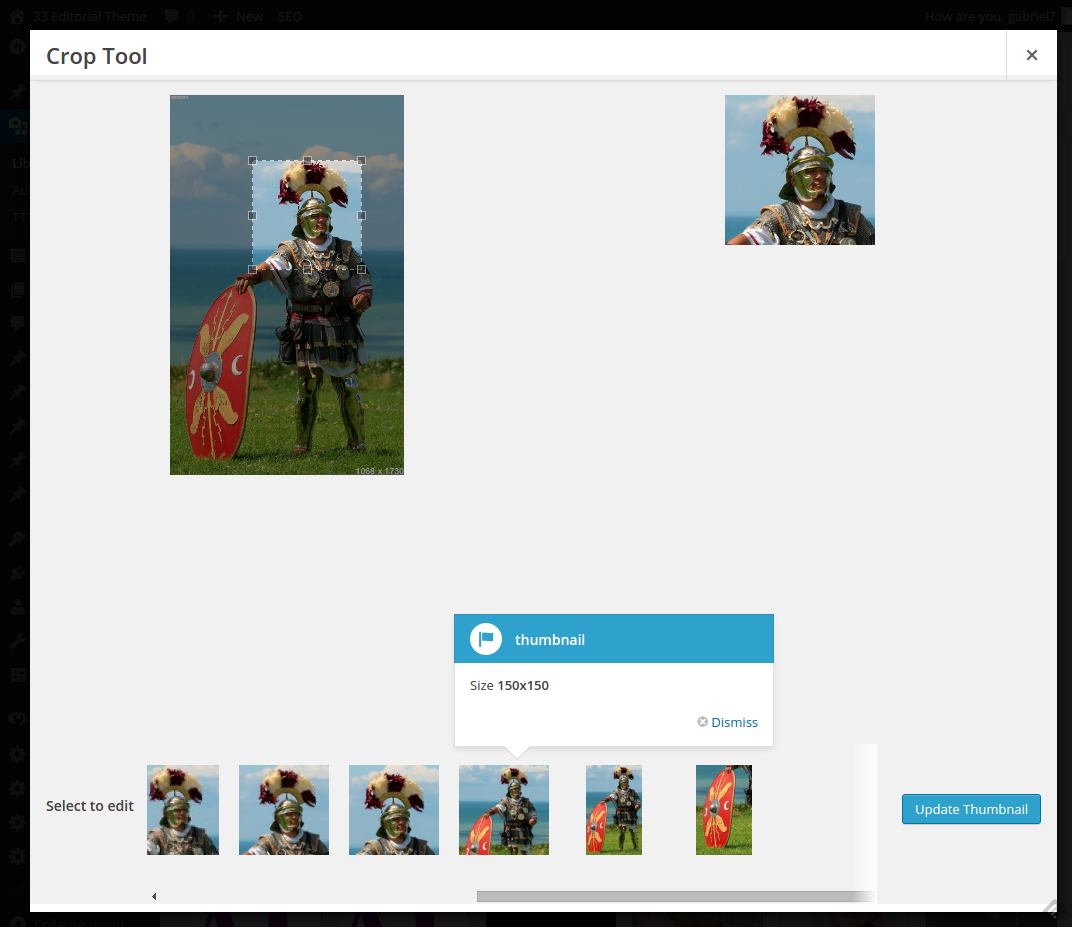 33 Editorial Theme 0 New SEO How are you, gabriel?
Crop Tool ×
1066 x 1730
thumbnail
Size 150x150
Dismiss
Select to edit
Update Thumbnail